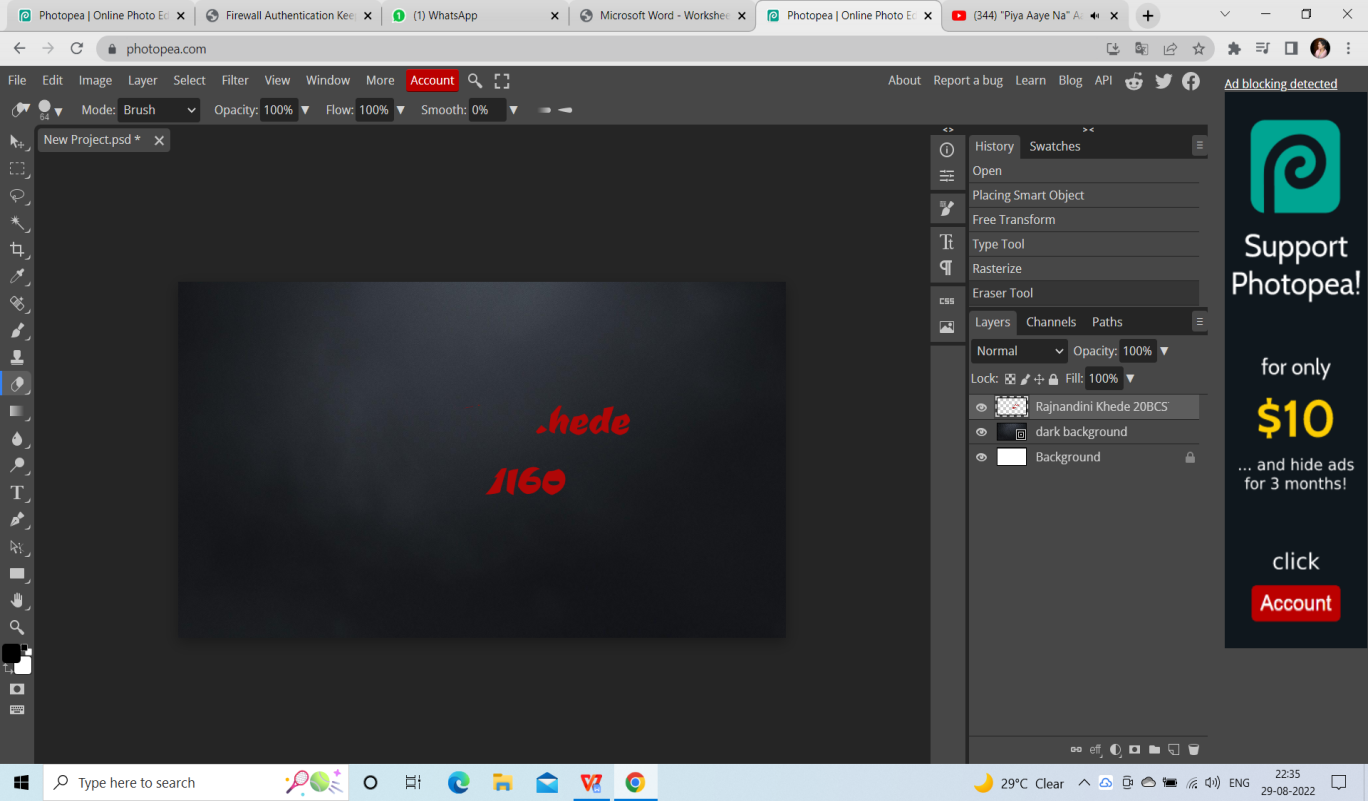 Photopea | Online Photo Ed
Firewall Authentication Kee
(1) WhatsApp
Microsoft Word - Workshee
Photopea | Online Photo Ed
(344) "Piya Aaye Na" Aa
photopea.com
File Edit Image Layer Select Filter View Window More Account
About Report a bug Learn Blog API
Ad blocking detected
64 Mode: Brush Opacity: 100% Flow: 100% Smooth: 0%
New Project.psd *
History Swatches
Open
Placing Smart Object
Free Transform
Type Tool
Rasterize
Eraser Tool
CSS
Layers Channels Paths
Normal Opacity: 100%
Lock: Fill: 100%
Rajnandini Khede 20BCS
dark background
Background
eff
hede
1160
Support
Photopea!
for only
$10
... and hide ads
for 3 months!
click
Account
Type here to search
29°C Clear
ENG
22:35
29-08-2022